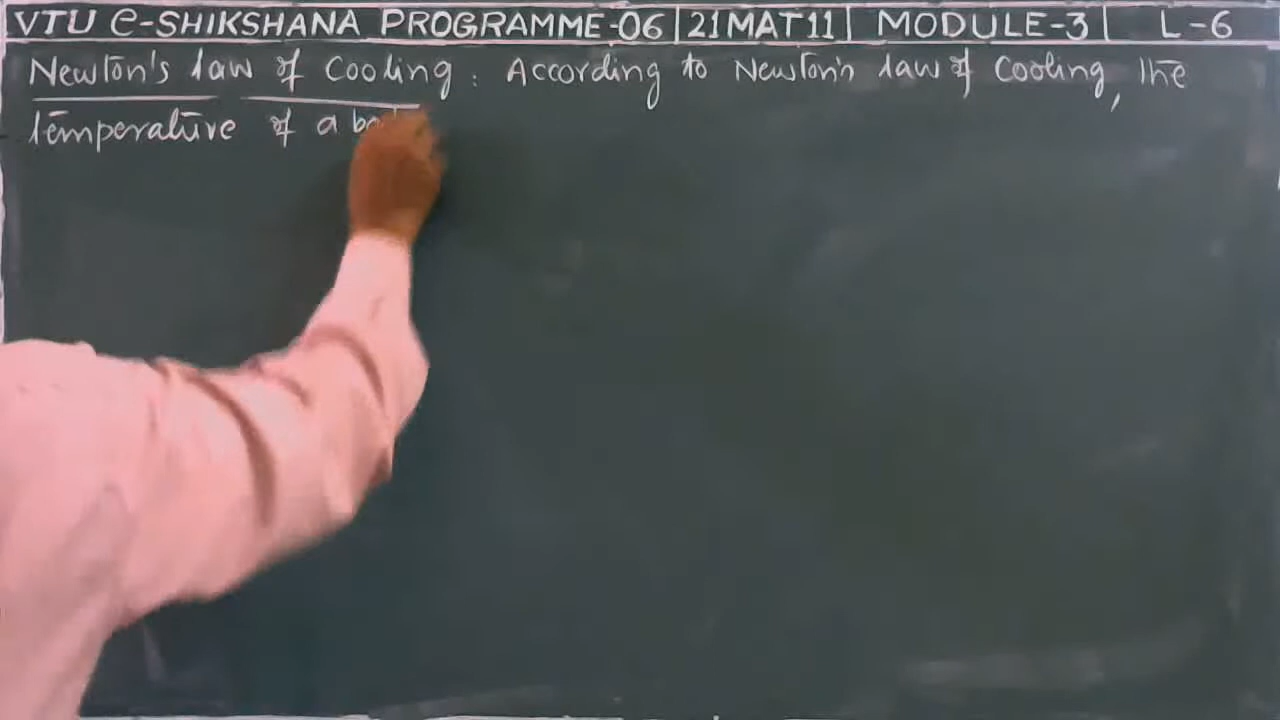 VTU e-SHIKSHANA PROGRAMME-06 | 21MAT11 | MODULE-3 | L-6
Newton's law of Cooling : According to Newton's law of Cooling, the
temperature of a